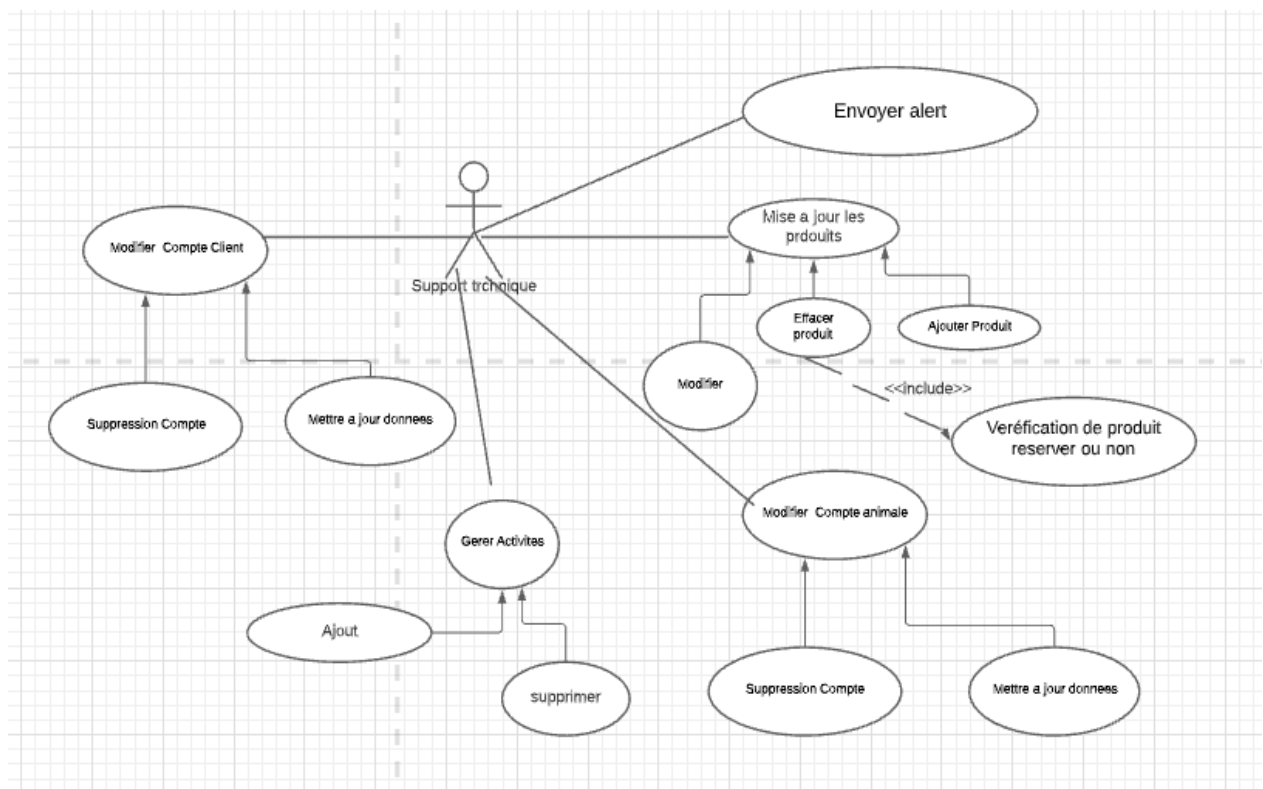 Envoyer alert
Mise a jour les
prdouits
Modifier Compte Client
Support trchnique
Effacer
produit
Ajouter Produit
Modifier
<<include>>
Suppression Compte
Mettre a jour donnees
Veréfication de produit
reserver ou non
Modifier Compte animale
Gerer Activites
Ajout
supprimer
Suppression Compte
Mettre a jour donnees